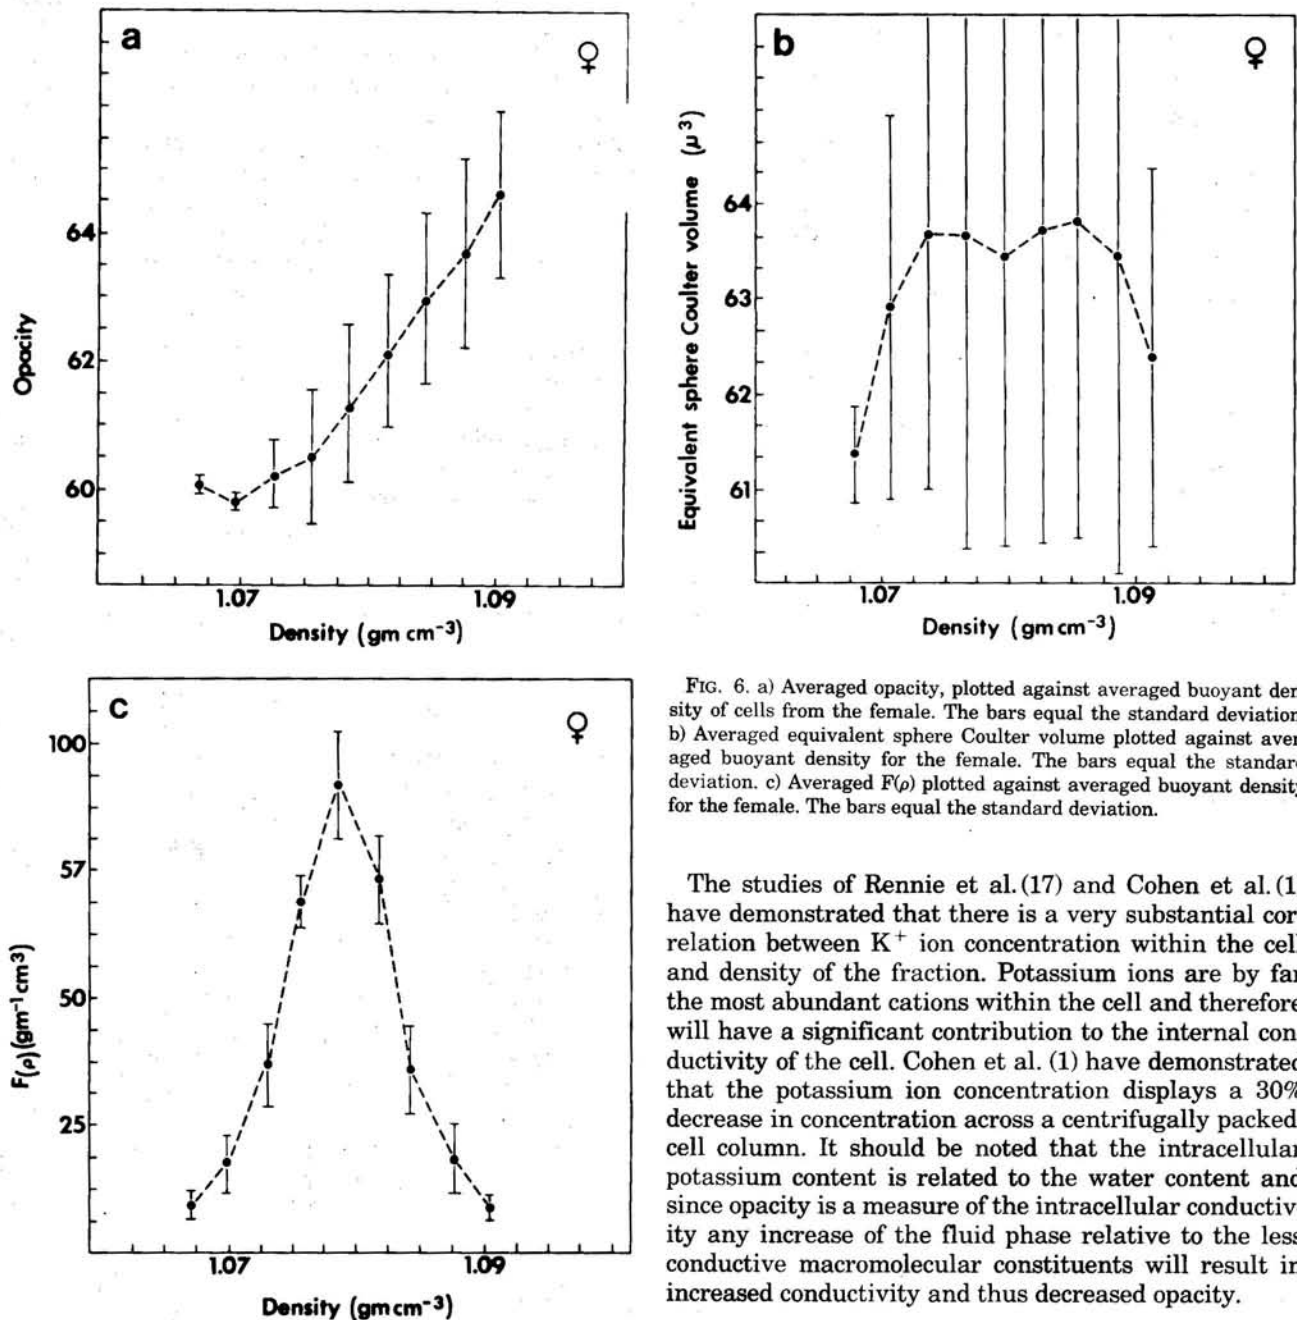 a
♀
64
62
60
Opacity
1.07 1.09
Density (gm cm⁻³)
b
♀
64
63
62
61
Equivalent sphere Coulter volume (μ³)
1.07 1.09
Density (gm cm⁻³)
c
♀
100
57
50
25
F(ρ)(gm⁻¹cm³)
1.07 1.09
Density (gm cm⁻³)
FIG. 6. a) Averaged opacity, plotted against averaged buoyant den
sity of cells from the female. The bars equal the standard deviation
b) Averaged equivalent sphere Coulter volume plotted against aver
aged buoyant density for the female. The bars equal the standard
deviation. c) Averaged F(ρ) plotted against averaged buoyant density
for the female. The bars equal the standard deviation.
The studies of Rennie et al.(17) and Cohen et al.(1
have demonstrated that there is a very substantial cor
relation between K⁺ ion concentration within the cell
and density of the fraction. Potassium ions are by far
the most abundant cations within the cell and therefore
will have a significant contribution to the internal con
ductivity of the cell. Cohen et al. (1) have demonstrated
that the potassium ion concentration displays a 30%
decrease in concentration across a centrifugally packed
cell column. It should be noted that the intracellular
potassium content is related to the water content and
since opacity is a measure of the intracellular conductiv
ity any increase of the fluid phase relative to the less
conductive macromolecular constituents will result in
increased conductivity and thus decreased opacity.